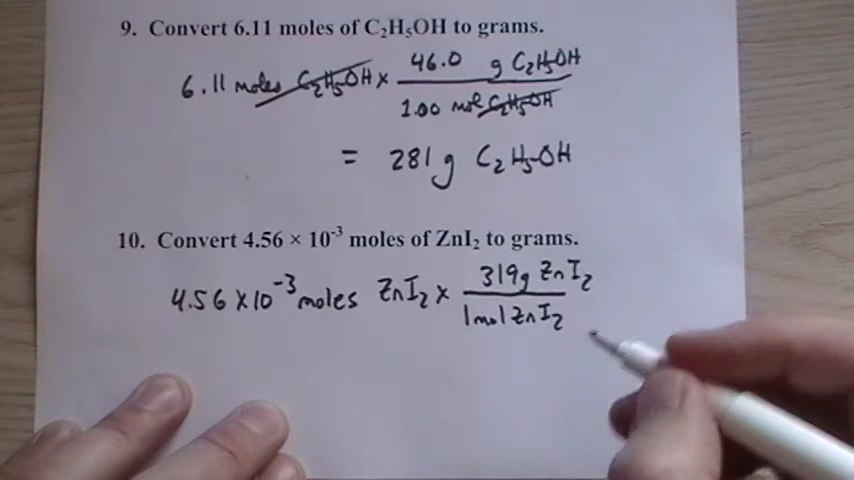 9. Convert 6.11 moles of C₂H₅OH to grams.
6.11 moles C₂H₅OH × 46.0 g C₂H₅OH
1.00 mol C₂H₅OH
= 281 g C₂H₅OH
10. Convert 4.56 × 10⁻³ moles of ZnI₂ to grams.
4.56 × 10⁻³ moles ZnI₂ × 319g ZnI₂
1 mol ZnI₂